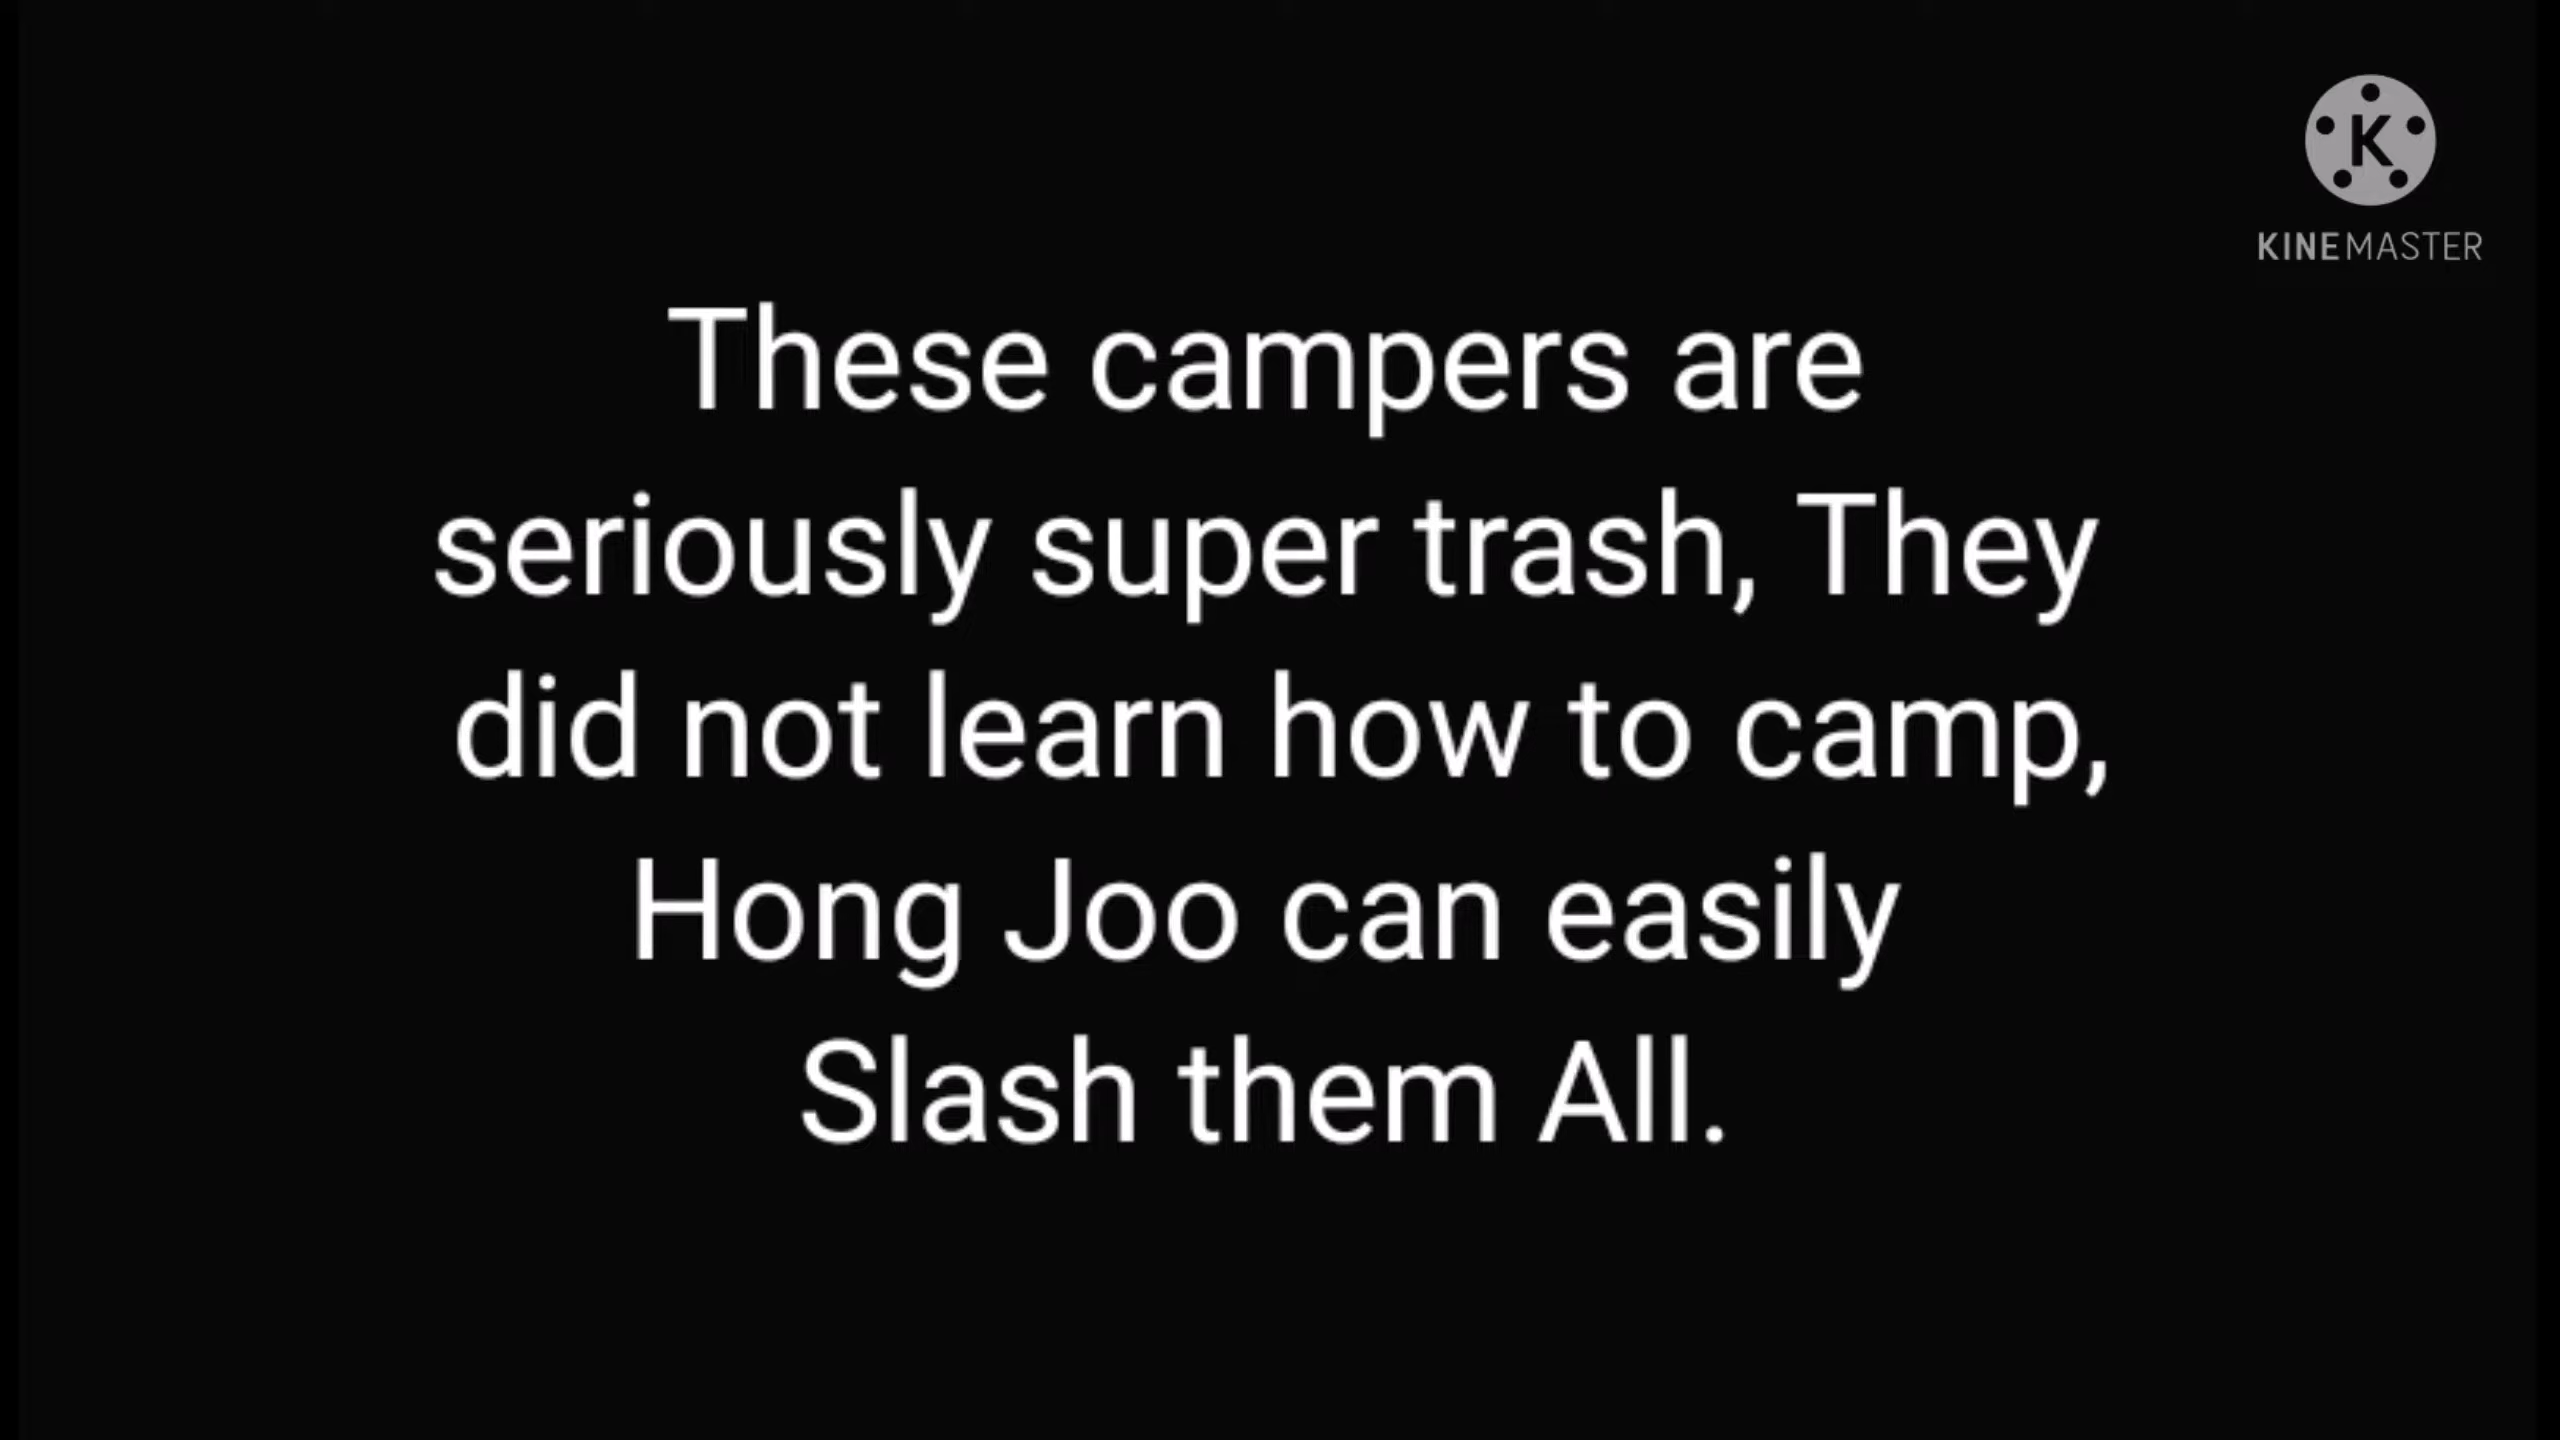 K
KINEMASTER
These campers are
seriously super trash, They
did not learn how to camp,
Hong Joo can easily
Slash them All.